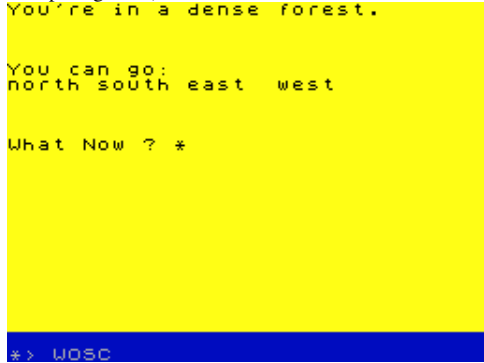 You're in a dense forest.
You can go:
north south east west
What Now ? *
*> WOSC